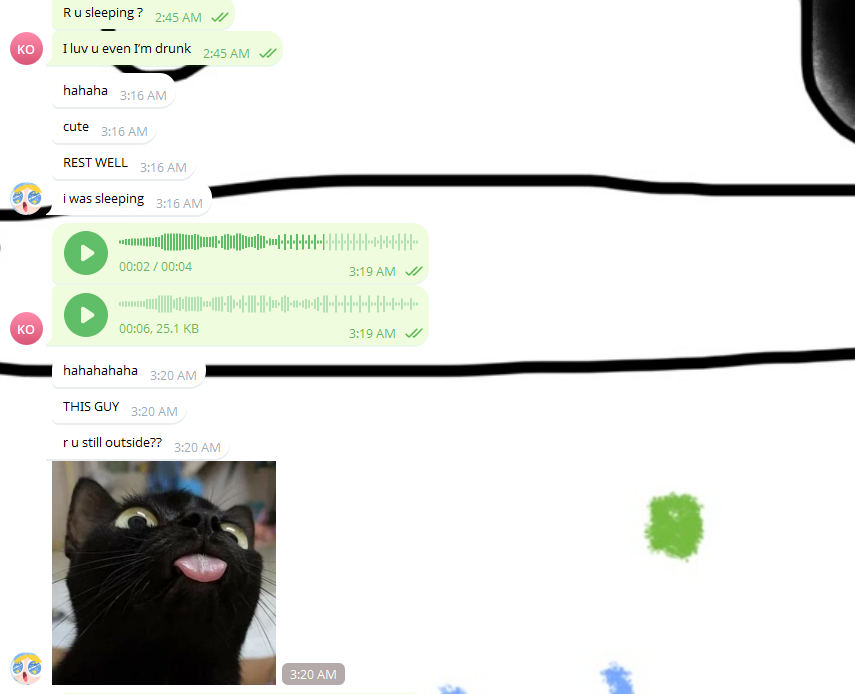 R u sleeping ? 2:45 AM
KO I luv u even I'm drunk 2:45 AM
hahaha 3:16 AM
cute 3:16 AM
REST WELL 3:16 AM
i was sleeping 3:16 AM
00:02 / 00:04 3:19 AM
KO 00:06, 25.1 KB 3:19 AM
hahahahaha 3:20 AM
THIS GUY 3:20 AM
r u still outside?? 3:20 AM
3:20 AM